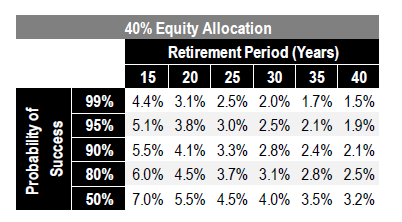 40% Equity Allocation
Retirement Period (Years)
15 20 25 30 35 40
Probability of Success
99% 4.4% 3.1% 2.5% 2.0% 1.7% 1.5%
95% 5.1% 3.8% 3.0% 2.5% 2.1% 1.9%
90% 5.5% 4.1% 3.3% 2.8% 2.4% 2.1%
80% 6.0% 4.5% 3.7% 3.1% 2.8% 2.5%
50% 7.0% 5.5% 4.5% 4.0% 3.5% 3.2%